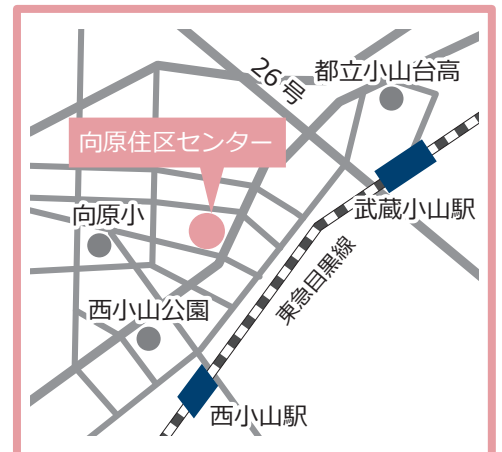 26号
都立小山台高
向原住区センター
向原小
武蔵小山駅
東急目黒線
西小山公園
西小山駅